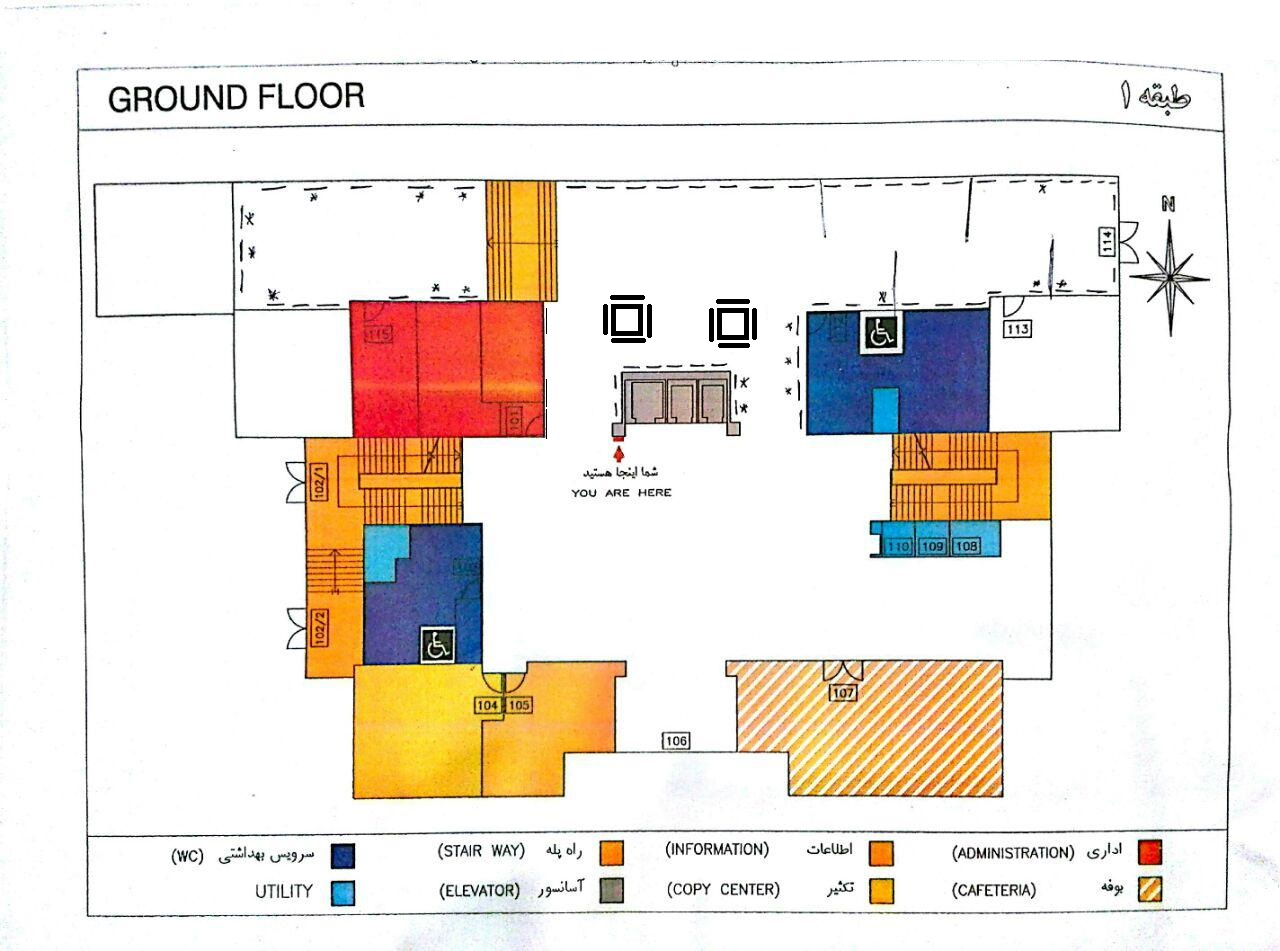 GROUND FLOOR
طبقه ۱
N
114
113
115
101
شما اینجا هستید
YOU ARE HERE
102/1
110 109 108
102/2
104 105
107
106
(WC) سرویس بهداشتی
(STAIR WAY) راه پله
(INFORMATION) اطلاعات
(ADMINISTRATION) اداری
UTILITY
(ELEVATOR) آسانسور
(COPY CENTER) تکثیر
(CAFETERIA) بوفه